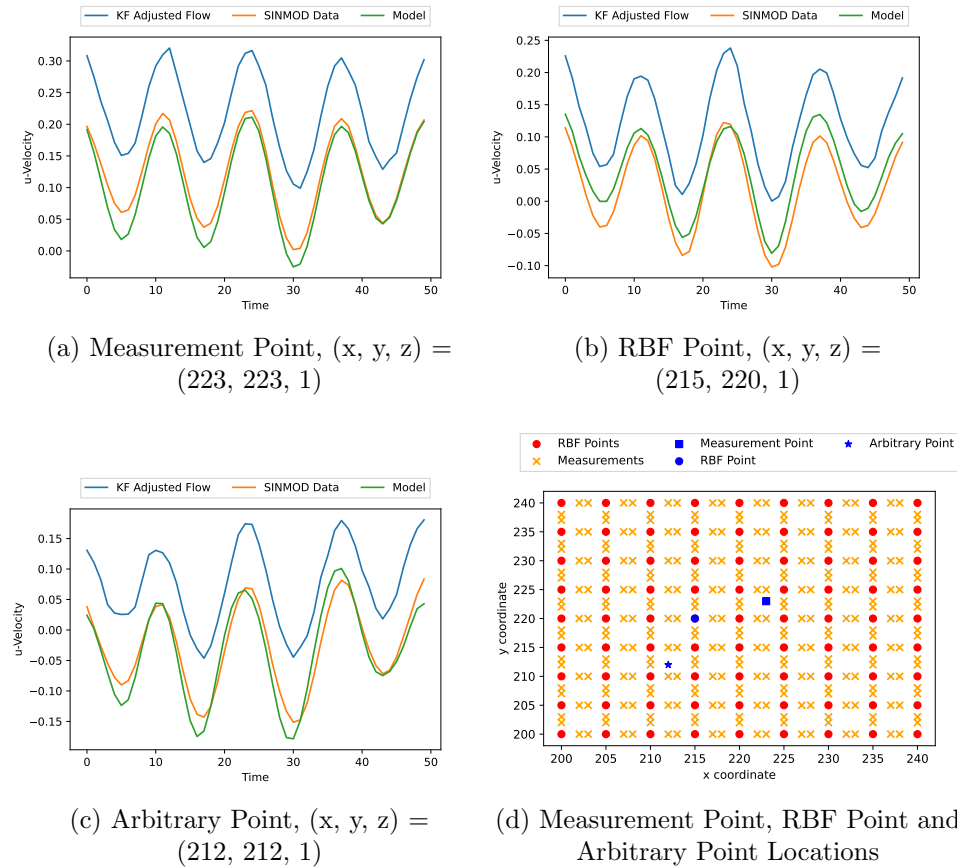 KF Adjusted Flow SINMOD Data Model
u-Velocity
0.30
0.25
0.20
0.15
0.10
0.05
0.00
0 10 20 30 40 50
Time
(a) Measurement Point, (x, y, z) =
(223, 223, 1)
KF Adjusted Flow SINMOD Data Model
u-Velocity
0.25
0.20
0.15
0.10
0.05
0.00
−0.05
−0.10
0 10 20 30 40 50
Time
(b) RBF Point, (x, y, z) =
(215, 220, 1)
KF Adjusted Flow SINMOD Data Model
u-Velocity
0.15
0.10
0.05
0.00
−0.05
−0.10
−0.15
0 10 20 30 40 50
Time
(c) Arbitrary Point, (x, y, z) =
(212, 212, 1)
RBF Points Measurement Point Arbitrary Point
Measurements RBF Point
y coordinate
240
235
230
225
220
215
210
205
200
200 205 210 215 220 225 230 235 240
x coordinate
(d) Measurement Point, RBF Point and
Arbitrary Point Locations